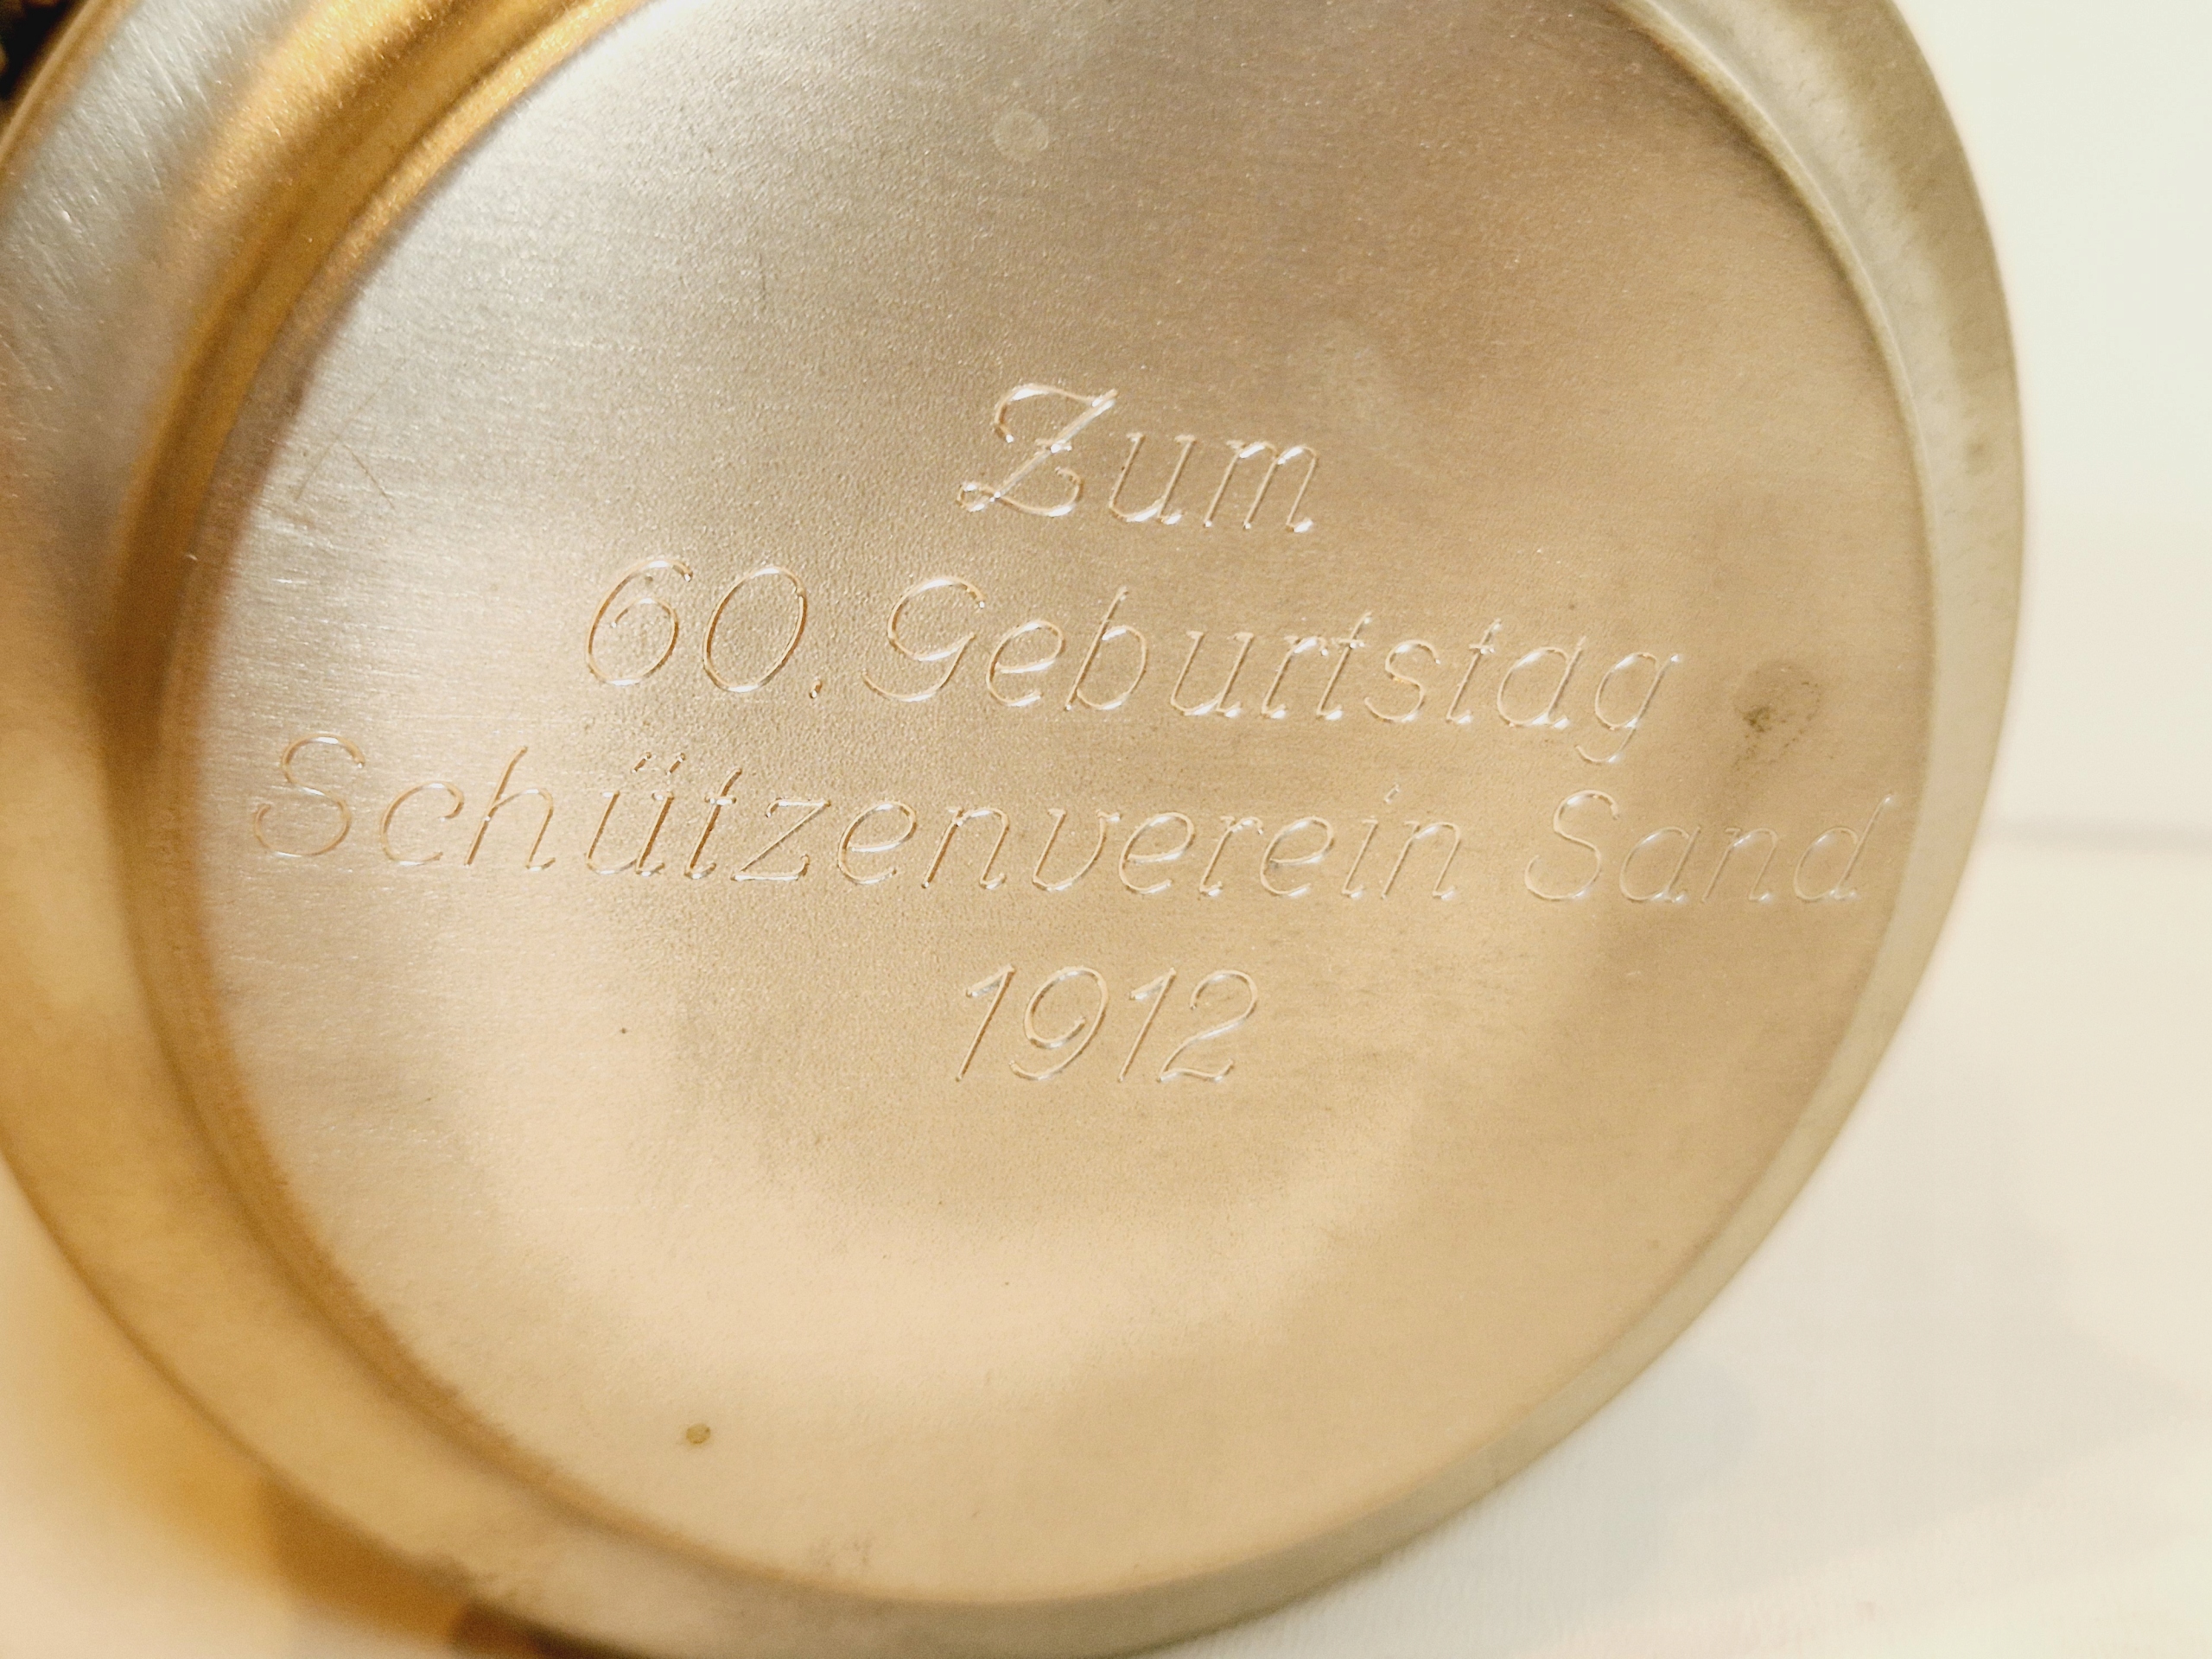 Zum
60. Geburtstag
Schützenverein Sand
1912